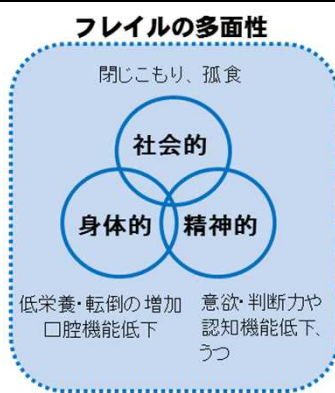 フレイルの多面性
閉じこもり、孤食
社会的
身体的
精神的
低栄養・転倒の増加
口腔機能低下
意欲・判断力や
認知機能低下、
うつ